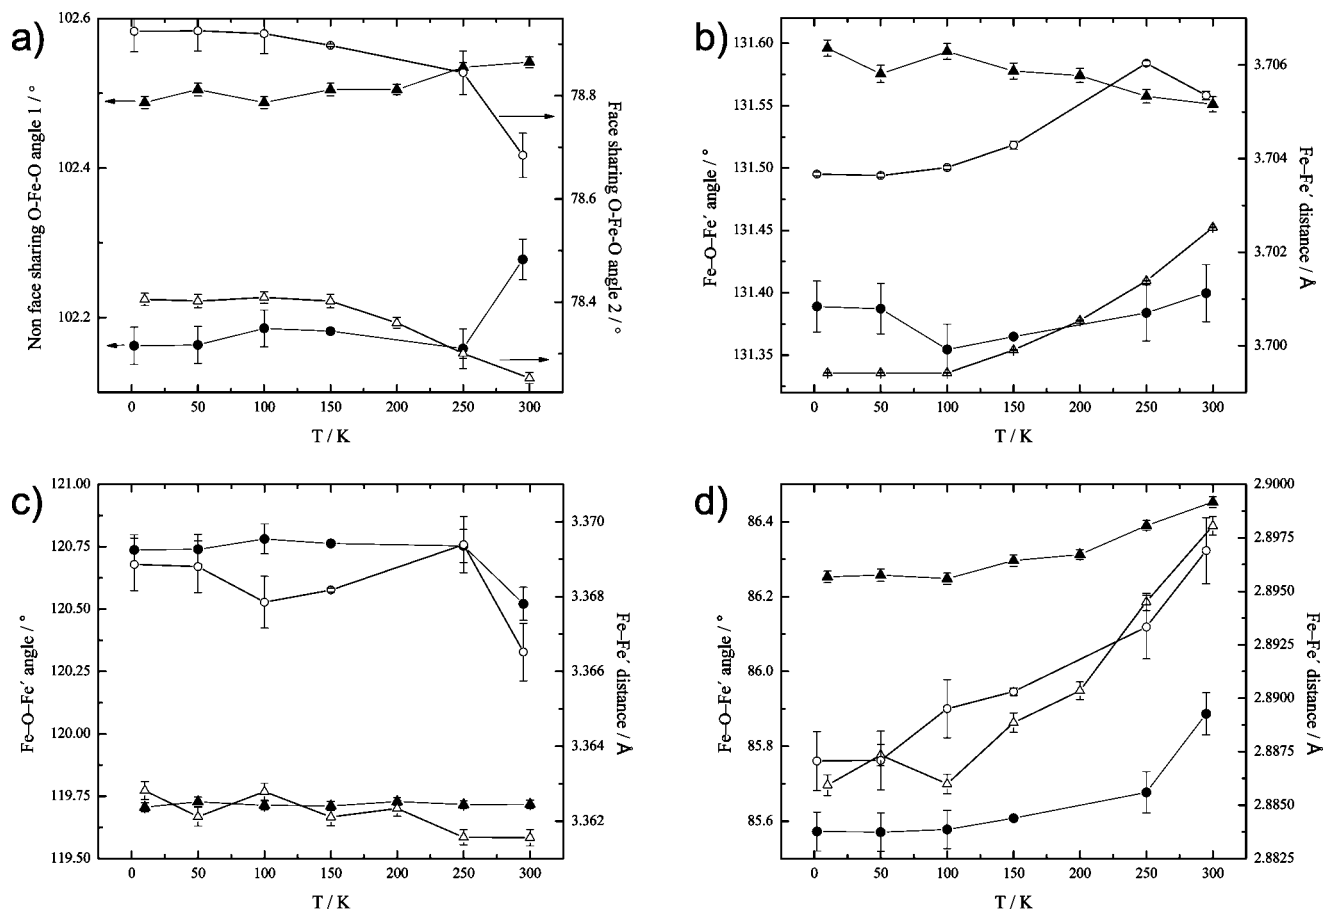 a)
102.6
102.4
102.2
Non face sharing O-Fe-O angle 1 / °
78.8
78.6
78.4
Face sharing O-Fe-O angle 2 / °
0 50 100 150 200 250 300
T / K
b)
131.60
131.55
131.50
131.45
131.40
131.35
Fe–O–Fe′ angle / °
3.706
3.704
3.702
3.700
Fe–Fe′ distance / Å
0 50 100 150 200 250 300
T / K
c)
121.00
120.75
120.50
120.25
120.00
119.75
119.50
Fe–O–Fe′ angle / °
3.370
3.368
3.366
3.364
3.362
Fe–Fe′ distance / Å
0 50 100 150 200 250 300
T / K
d)
86.4
86.2
86.0
85.8
85.6
Fe–O–Fe′ angle / °
2.9000
2.8975
2.8950
2.8925
2.8900
2.8875
2.8850
2.8825
Fe–Fe′ distance / Å
0 50 100 150 200 250 300
T / K